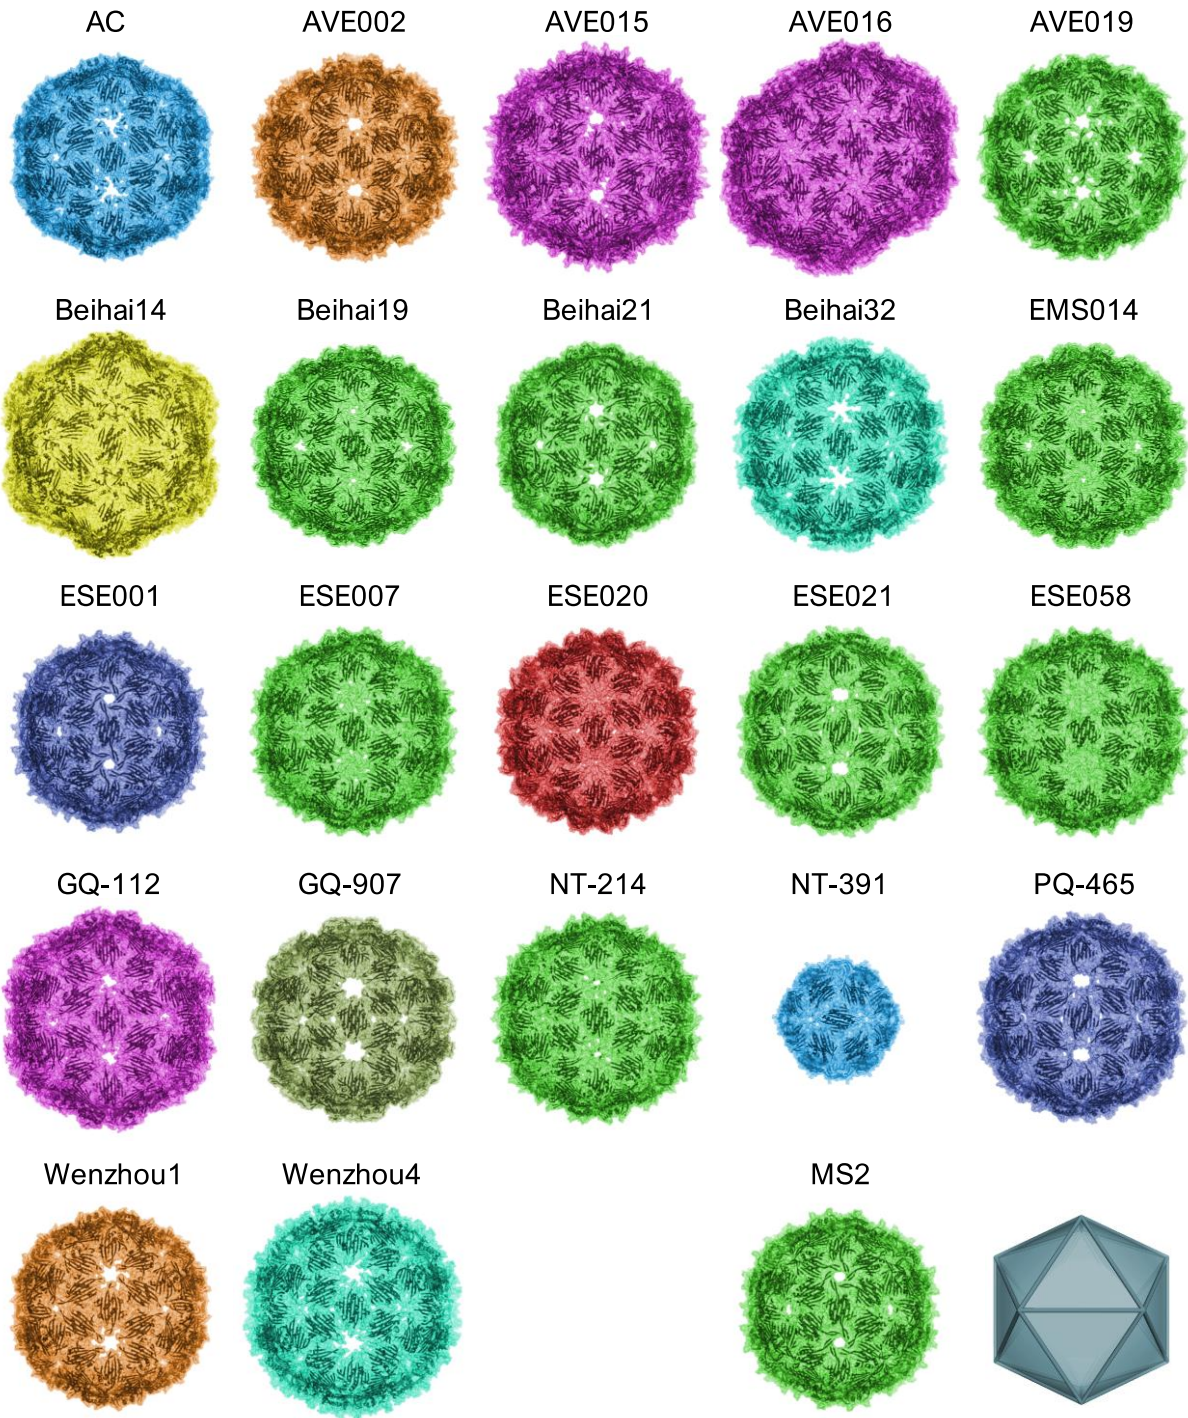 AC AVE002 AVE015 AVE016 AVE019
Beihai14 Beihai19 Beihai21 Beihai32 EMS014
ESE001 ESE007 ESE020 ESE021 ESE058
GQ-112 GQ-907 NT-214 NT-391 PQ-465
Wenzhou1 Wenzhou4 MS2